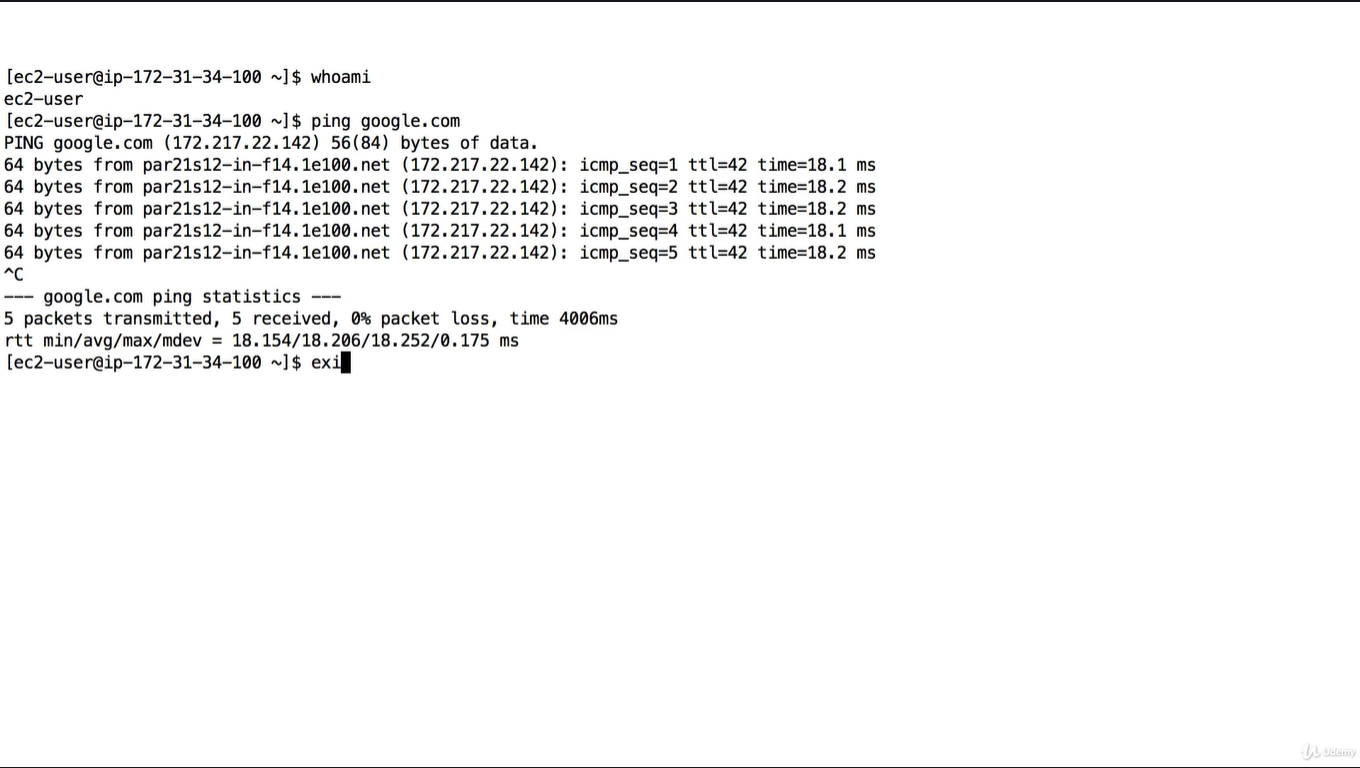 [ec2-user@ip-172-31-34-100 ~]$ whoami
ec2-user
[ec2-user@ip-172-31-34-100 ~]$ ping google.com
PING google.com (172.217.22.142) 56(84) bytes of data.
64 bytes from par21s12-in-f14.1e100.net (172.217.22.142): icmp_seq=1 ttl=42 time=18.1 ms
64 bytes from par21s12-in-f14.1e100.net (172.217.22.142): icmp_seq=2 ttl=42 time=18.2 ms
64 bytes from par21s12-in-f14.1e100.net (172.217.22.142): icmp_seq=3 ttl=42 time=18.2 ms
64 bytes from par21s12-in-f14.1e100.net (172.217.22.142): icmp_seq=4 ttl=42 time=18.1 ms
64 bytes from par21s12-in-f14.1e100.net (172.217.22.142): icmp_seq=5 ttl=42 time=18.2 ms
^C
--- google.com ping statistics ---
5 packets transmitted, 5 received, 0% packet loss, time 4006ms
rtt min/avg/max/mdev = 18.154/18.206/18.252/0.175 ms
[ec2-user@ip-172-31-34-100 ~]$ exi
Udemy